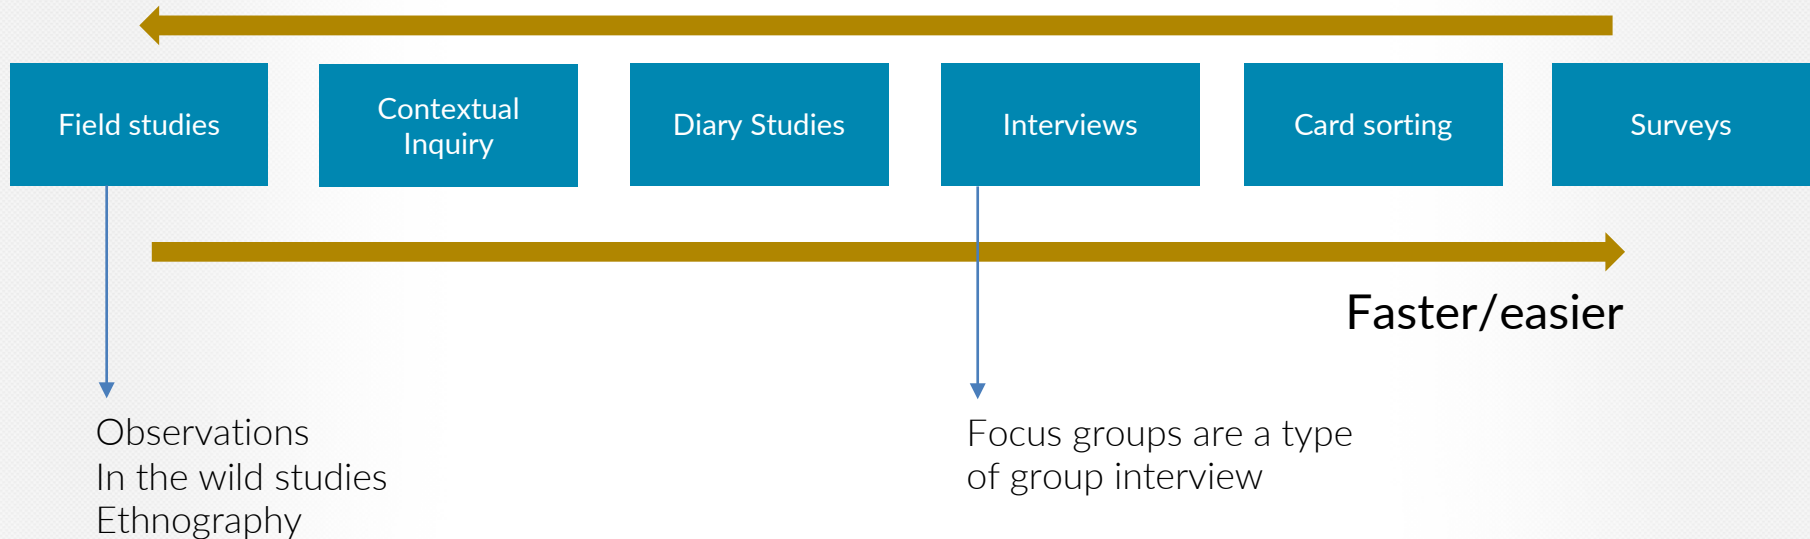 Field studies
Contextual
Inquiry
Diary Studies
Interviews
Card sorting
Surveys
Faster/easier
Observations
In the wild studies
Ethnography
Focus groups are a type
of group interview